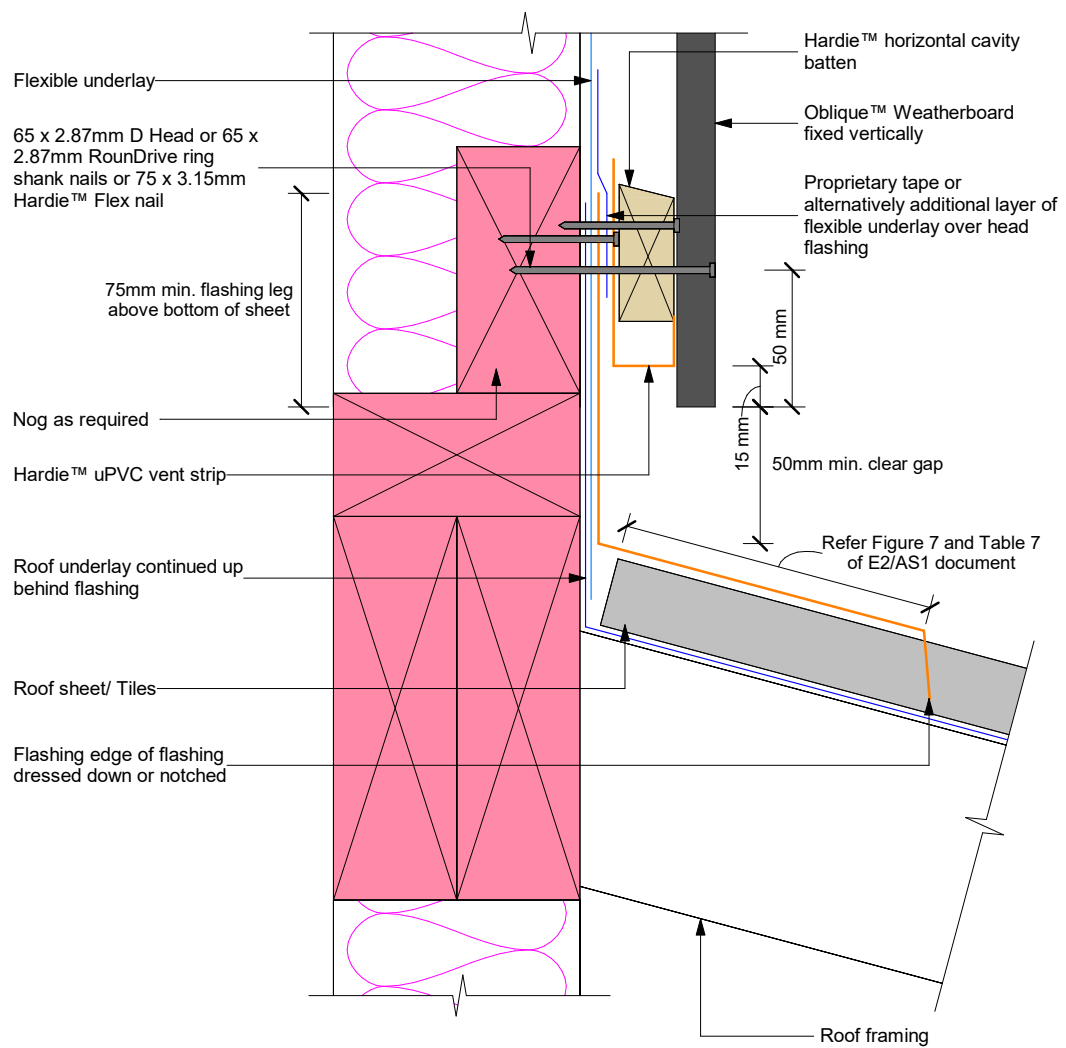 Flexible underlay
65 x 2.87mm D Head or 65 x
2.87mm RounDrive ring
shank nails or 75 x 3.15mm
Hardie™ Flex nail
75mm min. flashing leg
above bottom of sheet
Nog as required
Hardie™ uPVC vent strip
Roof underlay continued up
behind flashing
Roof sheet/ Tiles
Flashing edge of flashing
dressed down or notched
Hardie™ horizontal cavity
batten
Oblique™ Weatherboard
fixed vertically
Proprietary tape or
alternatively additional layer of
flexible underlay over head
flashing
50 mm
15 mm
50mm min. clear gap
Refer Figure 7 and Table 7
of E2/AS1 document
Roof framing